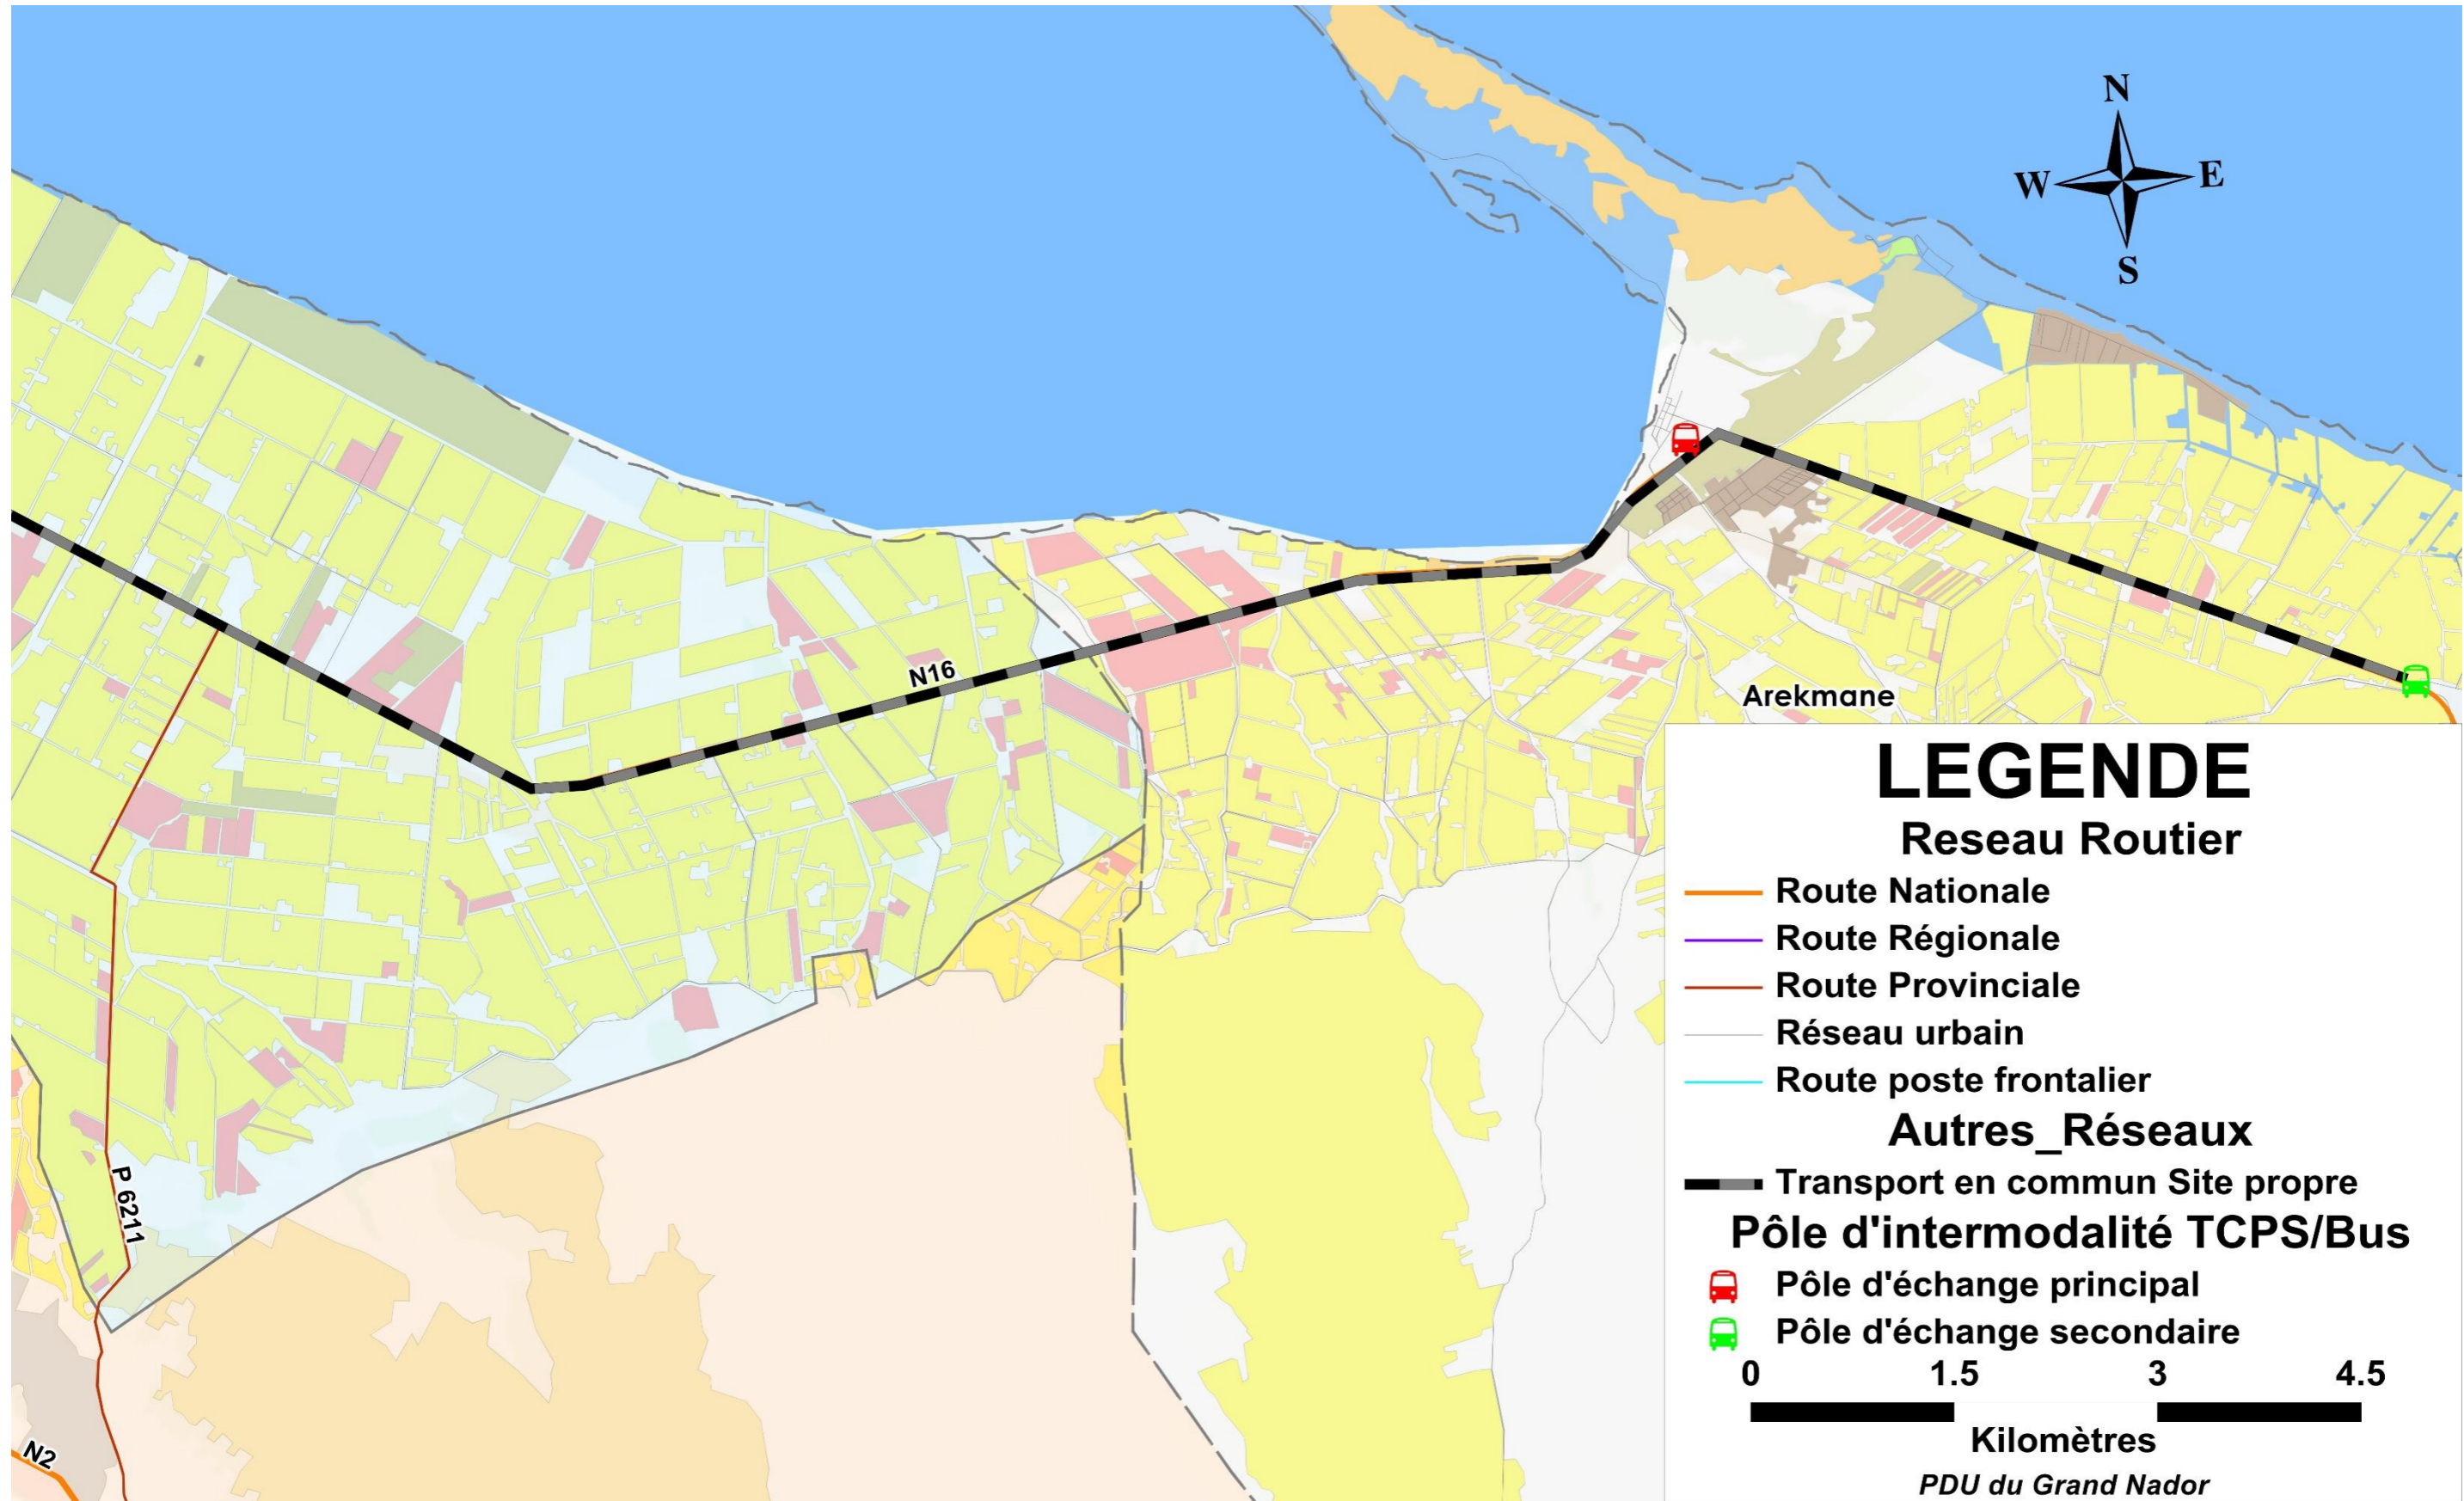 N
W E
S
N16
Arekmane
P 6211
N2
LEGENDE
Reseau Routier
Route Nationale
Route Régionale
Route Provinciale
Réseau urbain
Route poste frontalier
Autres_Réseaux
Transport en commun Site propre
Pôle d'intermodalité TCPS/Bus
Pôle d'échange principal
Pôle d'échange secondaire
0 1.5 3 4.5
Kilomètres
PDU du Grand Nador